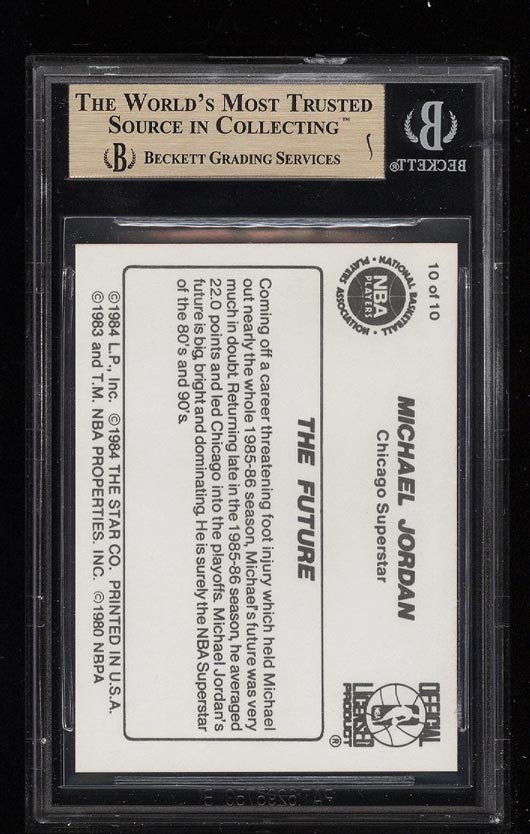 THE WORLD'S MOST TRUSTED
SOURCE IN COLLECTING™
B BECKETT GRADING SERVICES
B
BECKETT®
10 of 10
• NATIONAL BASKETBALL •
PLAYERS ASSOCIATION
NBA
PLAYERS
MICHAEL JORDAN
Chicago Superstar
OFFICIAL
LICENSED
PRODUCT
®
THE FUTURE
Coming off a career threatening foot injury which held Michael
out nearly the whole 1985-86 season, Michael's future was very
much in doubt. Returning late in the 1985-86 season, he averaged
22.0 points and led Chicago into the playoffs. Michael Jordan's
future is big, bright and dominating. He is surely the NBA Superstar
of the 80's and 90's.
©1984 L.P., Inc. ©1984 THE STAR CO. PRINTED IN U.S.A.
©1983 and T.M. NBA PROPERTIES. INC. ©1980 NBPA